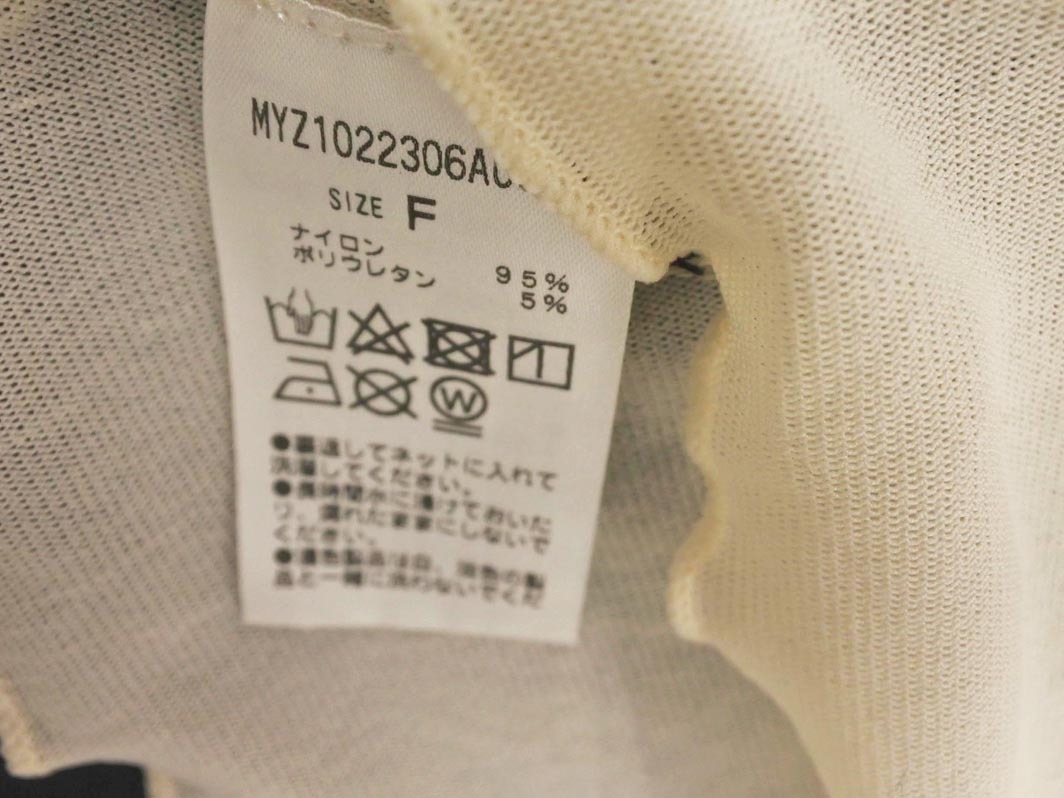 MYZ1022306A0
SIZE F
ナイロン 95%
ポリウレタン 5%
W
●裏返してネットに入れて
洗濯してください。
●長時間水に漬けておいた
り、濡れたままにしないで
ください。
●濃色製品は白、淡色の製
品と一緒に洗わないでくだ